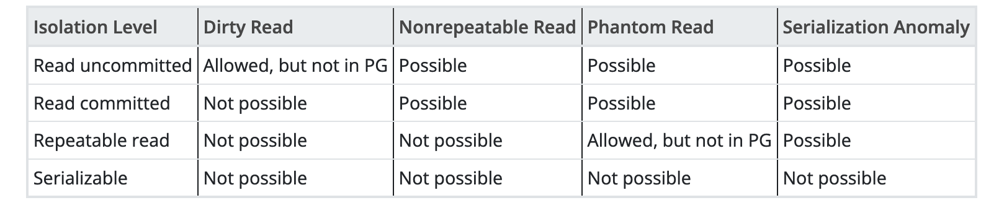 Isolation Level Dirty Read Nonrepeatable Read Phantom Read Serialization Anomaly
Read uncommitted Allowed, but not in PG Possible Possible Possible
Read committed Not possible Possible Possible Possible
Repeatable read Not possible Not possible Allowed, but not in PG Possible
Serializable Not possible Not possible Not possible Not possible